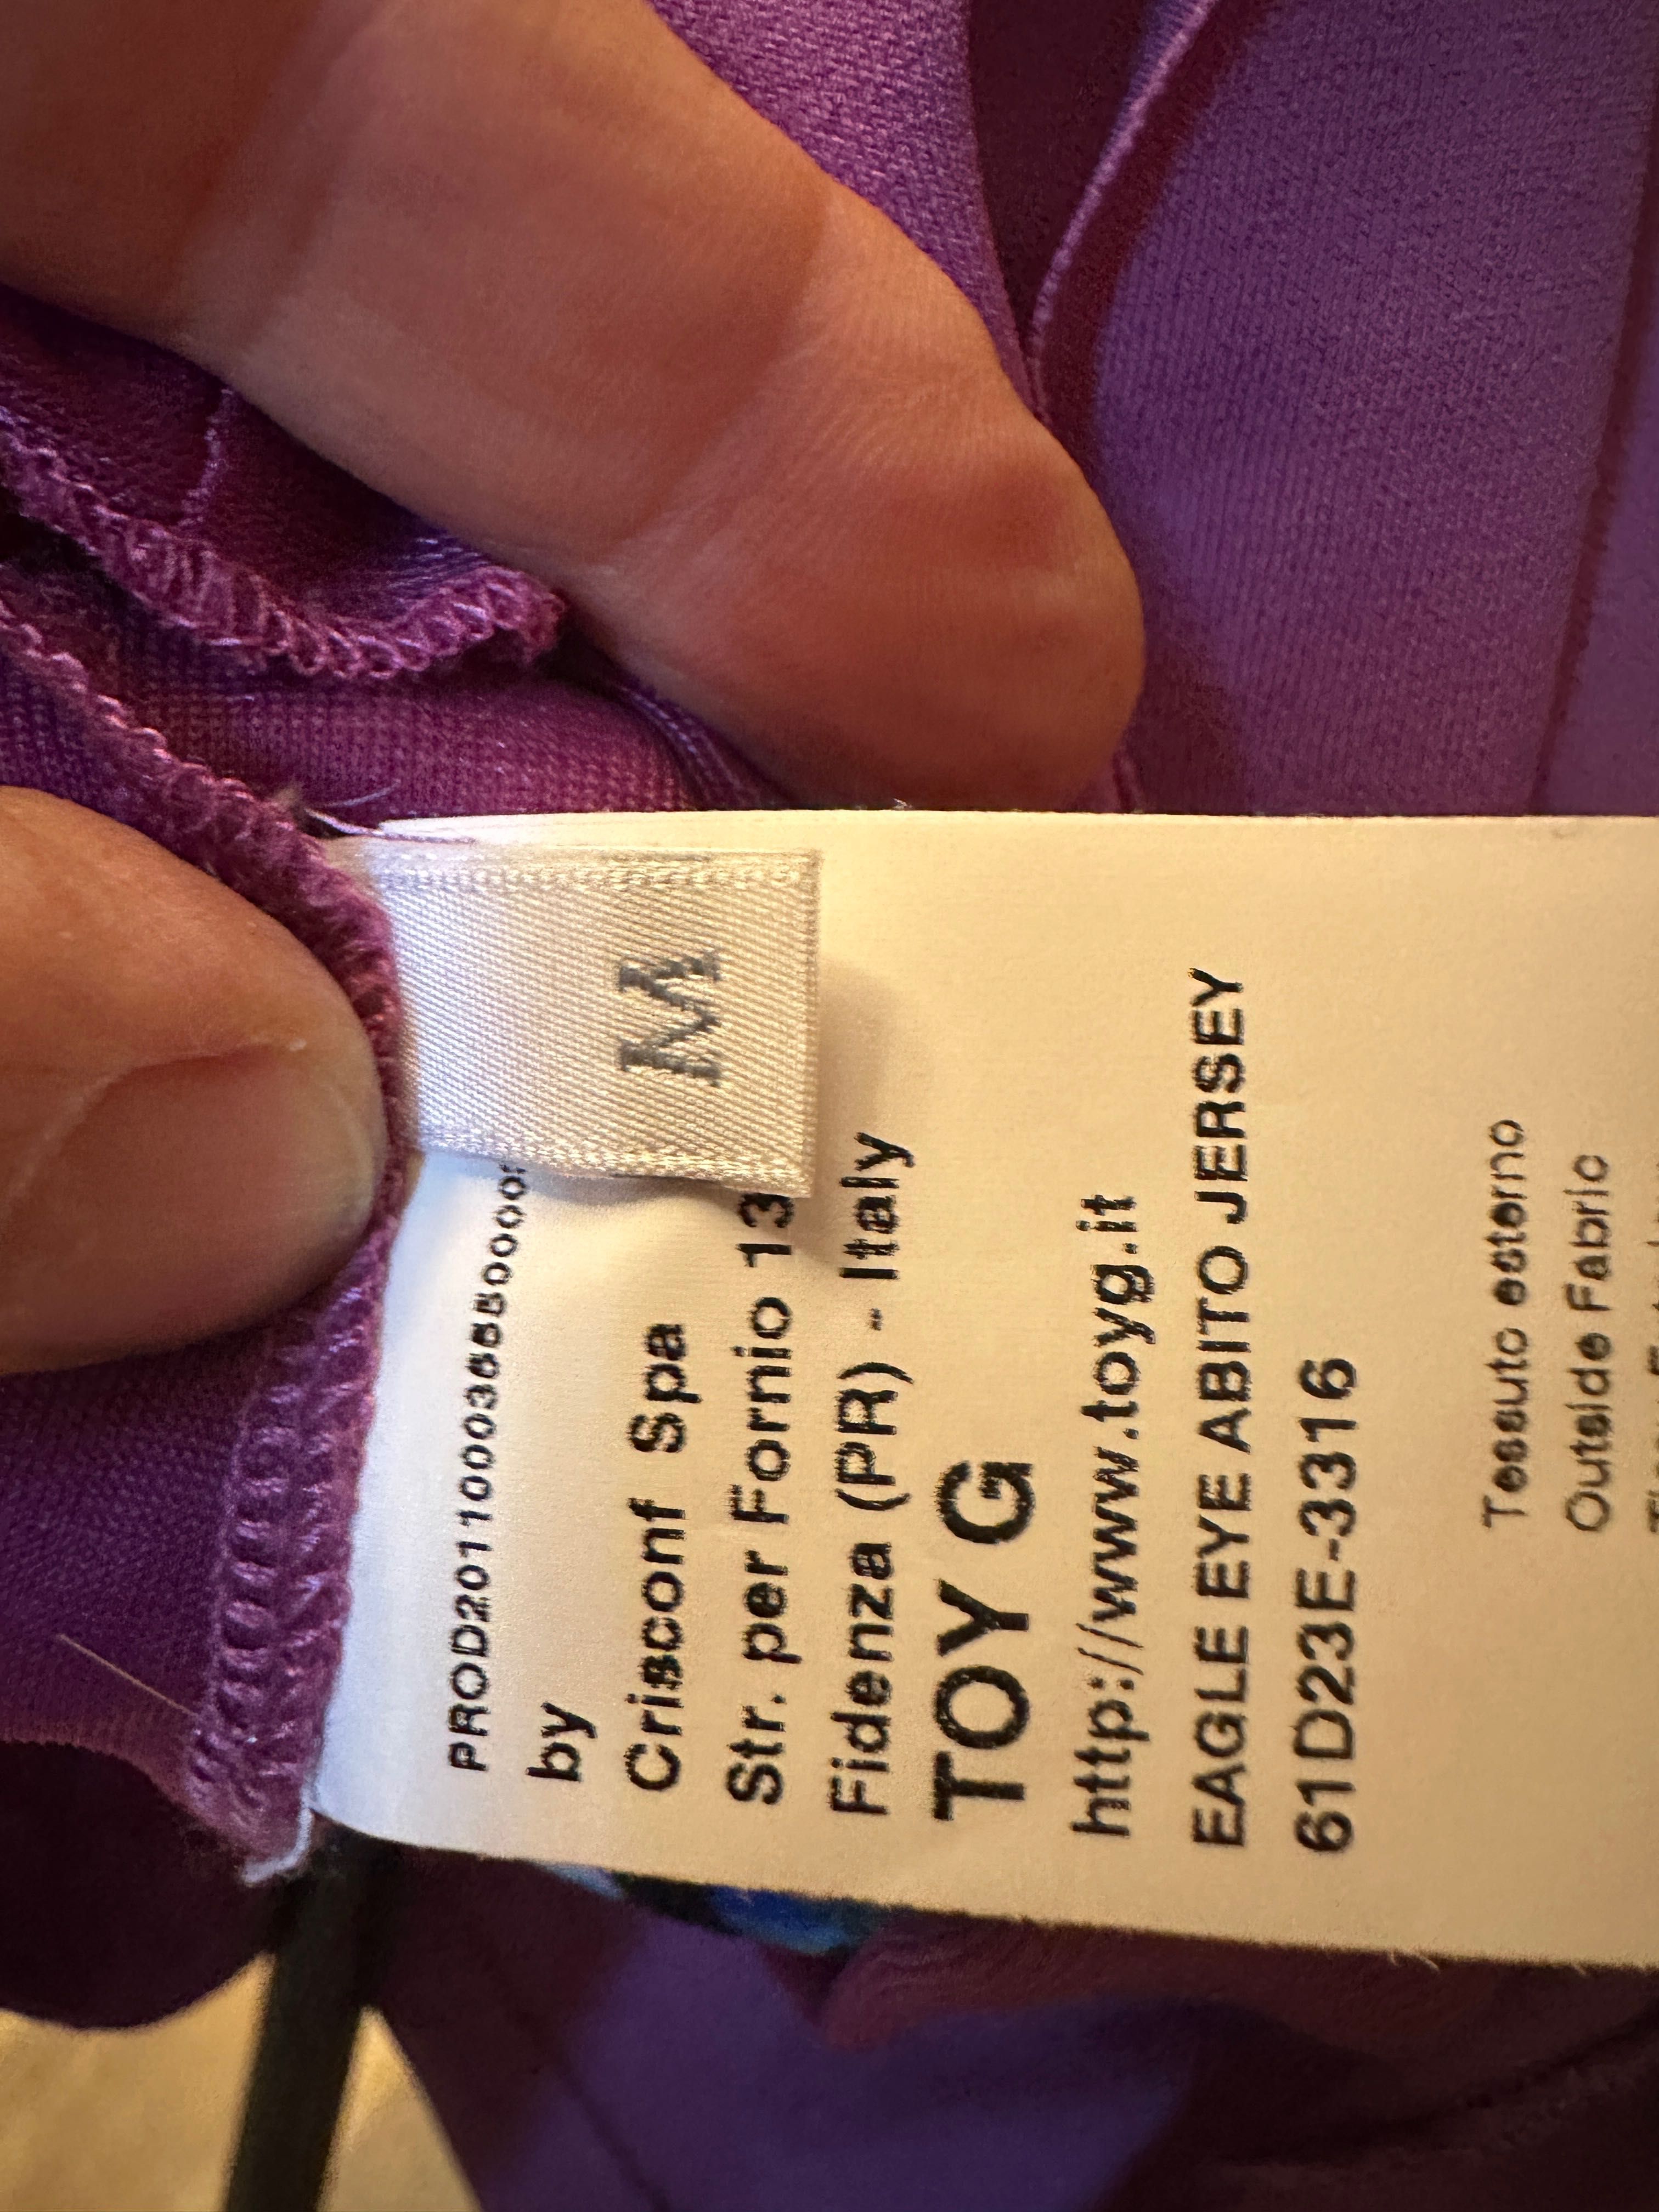 M
by
Crisconf Spa
Str. per Fornio 13
Fidenza (PR) - Italy
TOY G
http://www.toyg.it
EAGLE EYE ABITO JERSEY
61D23E-3316
Tessuto esterno
Outside Fabric